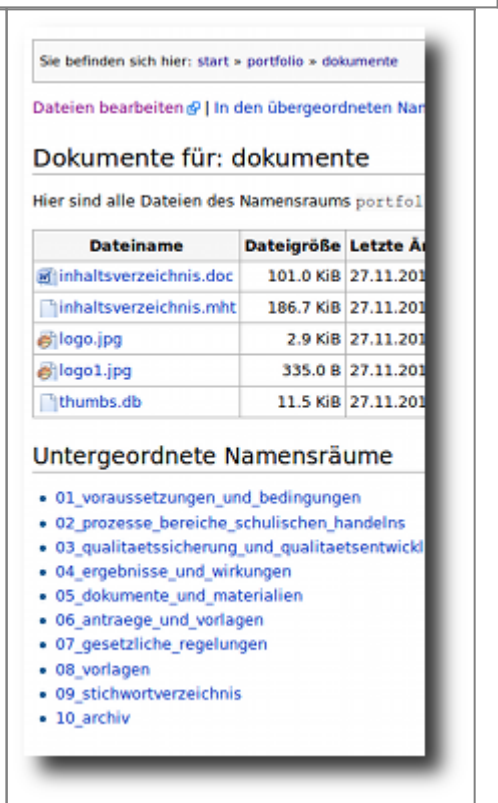 Sie befinden sich hier: start » portfolio » dokumente
Dateien bearbeiten | In den übergeordneten
Dokumente für: dokumente
Hier sind alle Dateien des Namensraums
Dateiname Dateigröße Letzte
inhaltsverzeichnis.doc 101.0 KiB 27.11.201
inhaltsverzeichnis.mht 186.7 KiB 27.11.201
logo.jpg 2.9 KiB 27.11.201
logo1.jpg 335.0 B 27.11.201
thumbs.db 11.5 KiB 27.11.201
Untergeordnete Namensräume
• 01_voraussetzungen_und_bedingungen
• 02_prozesse_bereiche_schulischen_handelns
• 03_qualitaetssicherung_und_qualitaetsentwickl
• 04_ergebnisse_und_wirkungen
• 05_dokumente_und_materialien
• 06_antraege_und_vorlagen
• 07_gesetzliche_regelungen
• 08_vorlagen
• 09_stichwortverzeichnis
• 10_archiv